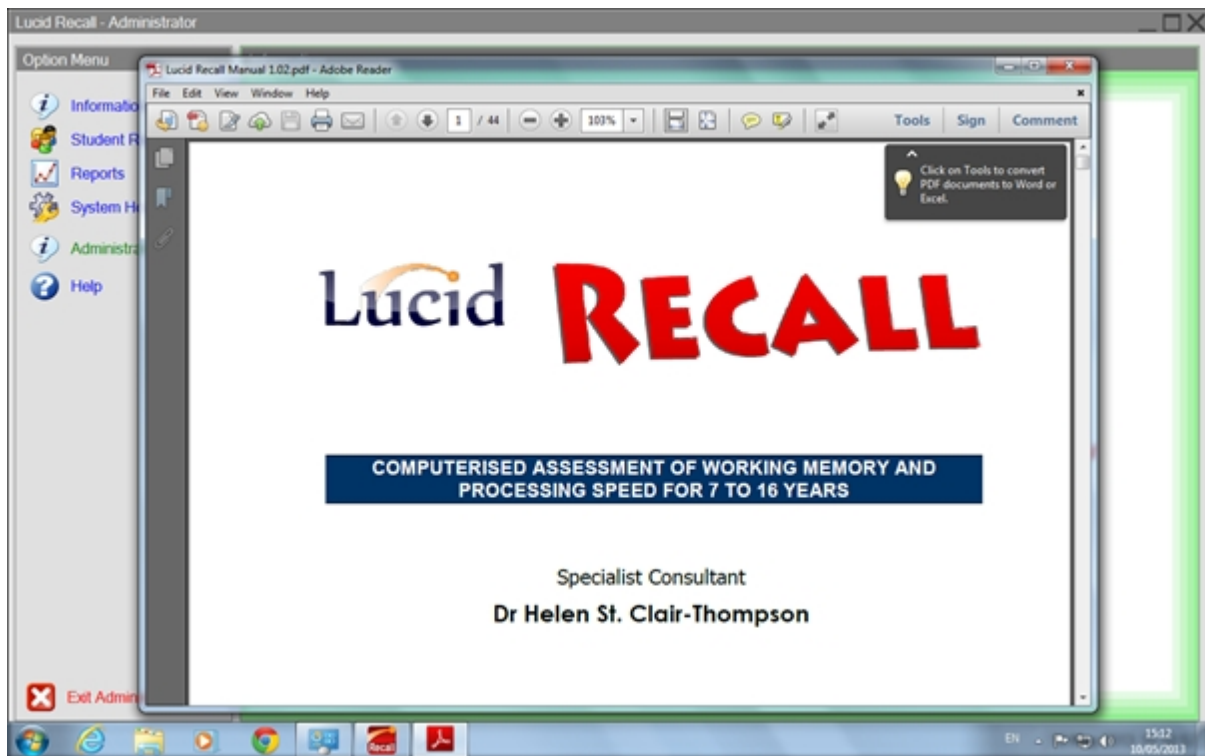 Lucid Recall - Administrator
Option Menu
Lucid Recall Manual 1.02.pdf - Adobe Reader
File Edit View Window Help
1 / 44 103% Tools Sign Comment
Informatio
Student R
Reports
System He
Administra
Help
Click on Tools to convert
PDF documents to Word or
Excel.
Lucid RECALL
COMPUTERISED ASSESSMENT OF WORKING MEMORY AND
PROCESSING SPEED FOR 7 TO 16 YEARS
Specialist Consultant
Dr Helen St. Clair-Thompson
Exit Admin
Recall
EN 15:12
10/05/2013